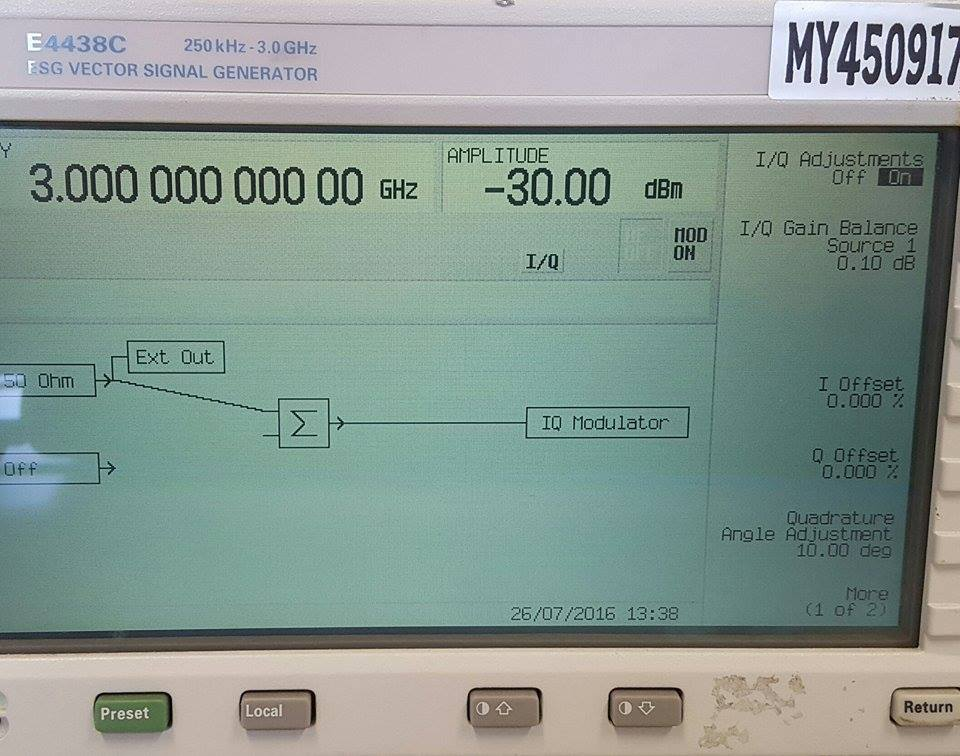 E4438C 250 kHz - 3.0 GHz
ESG VECTOR SIGNAL GENERATOR
MY450917
Y
3.000 000 000 00 GHz
AMPLITUDE
-30.00 dBm
I/Q
MOD
ON
Ext Out
50 Ohm
Σ
IQ Modulator
Off
26/07/2016 13:38
I/Q Adjustments
Off On
I/Q Gain Balance
Source 1
0.10 dB
I Offset
0.000 %
Q Offset
0.000 %
Quadrature
Angle Adjustment
10.00 deg
More
(1 of 2)
Preset
Local
Return